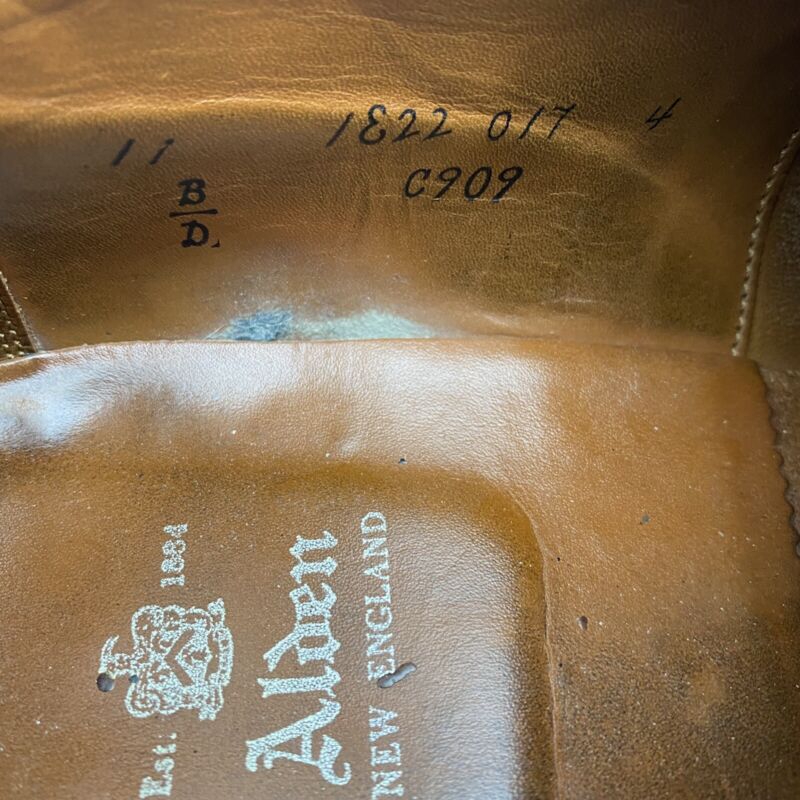 11 1E22 017 4
B C909
D
Est. 1884
Alden
NEW ENGLAND